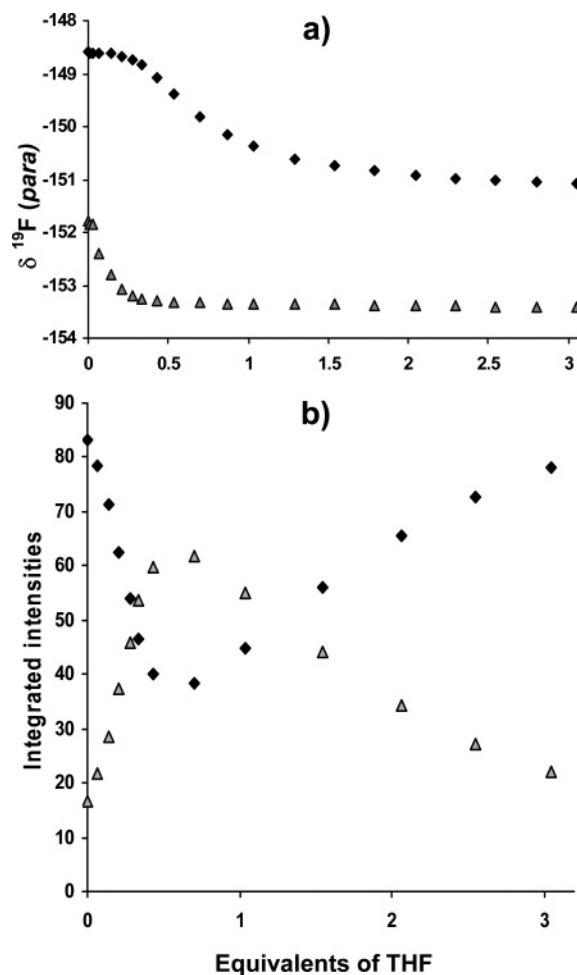 a)
δ ¹⁹F (para)
-148
-149
-150
-151
-152
-153
-154
0 0.5 1 1.5 2 2.5 3
b)
Integrated intensities
90
80
70
60
50
40
30
20
10
0
0 1 2 3
Equivalents of THF